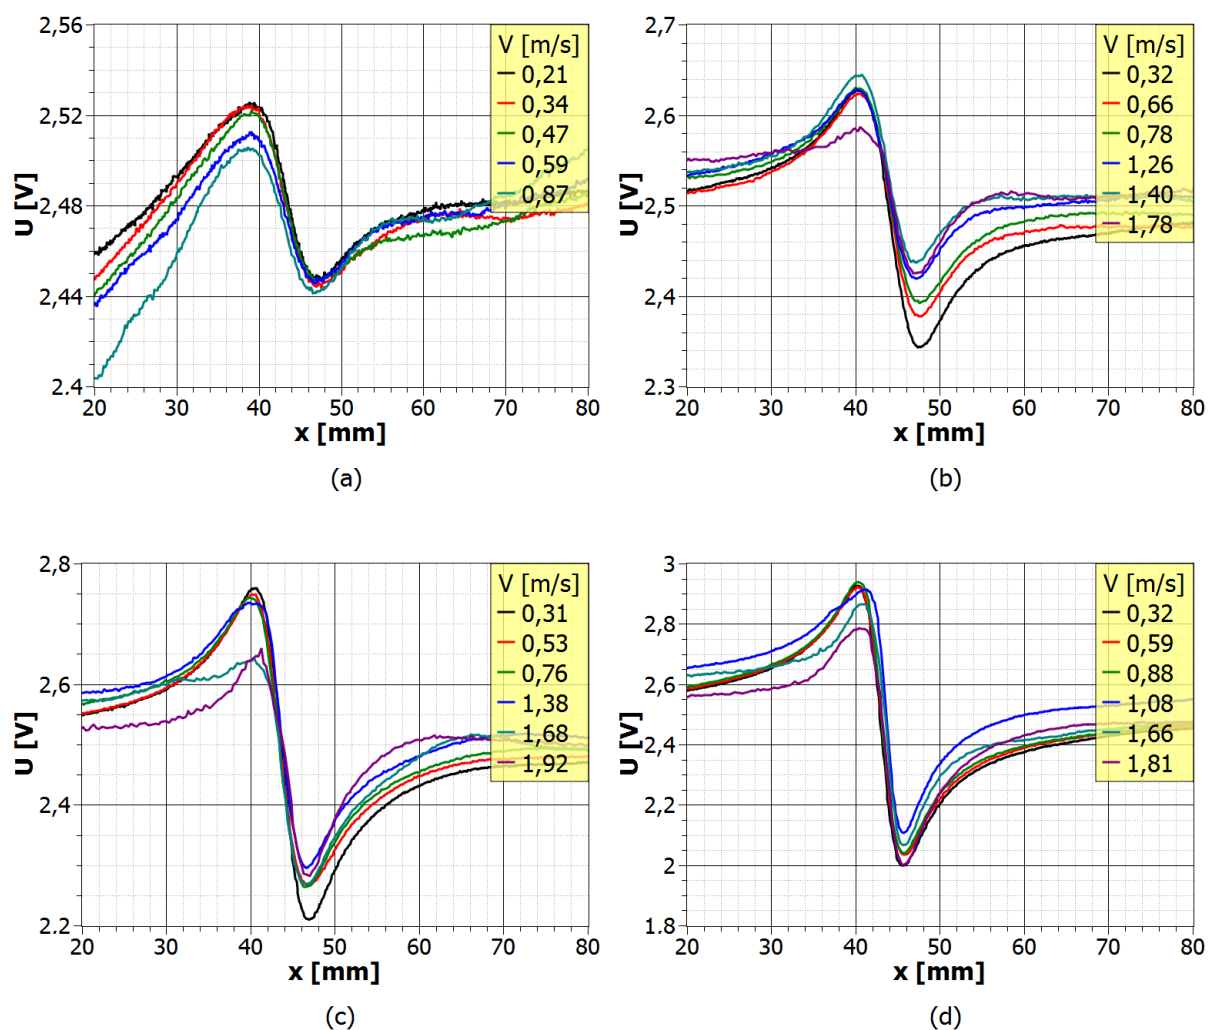 2,56
2,52
2,48
2,44
2,4
U [V]
20 30 40 50 60 70 80
x [mm]
V [m/s]
0,21
0,34
0,47
0,59
0,87
(a)
2,7
2,6
2,5
2,4
2,3
U [V]
20 30 40 50 60 70 80
x [mm]
V [m/s]
0,32
0,66
0,78
1,26
1,40
1,78
(b)
2,8
2,6
2,4
2,2
U [V]
20 30 40 50 60 70 80
x [mm]
V [m/s]
0,31
0,53
0,76
1,38
1,68
1,92
(c)
3
2,8
2,6
2,4
2,2
2
1,8
U [V]
20 30 40 50 60 70 80
x [mm]
V [m/s]
0,32
0,59
0,88
1,08
1,66
1,81
(d)